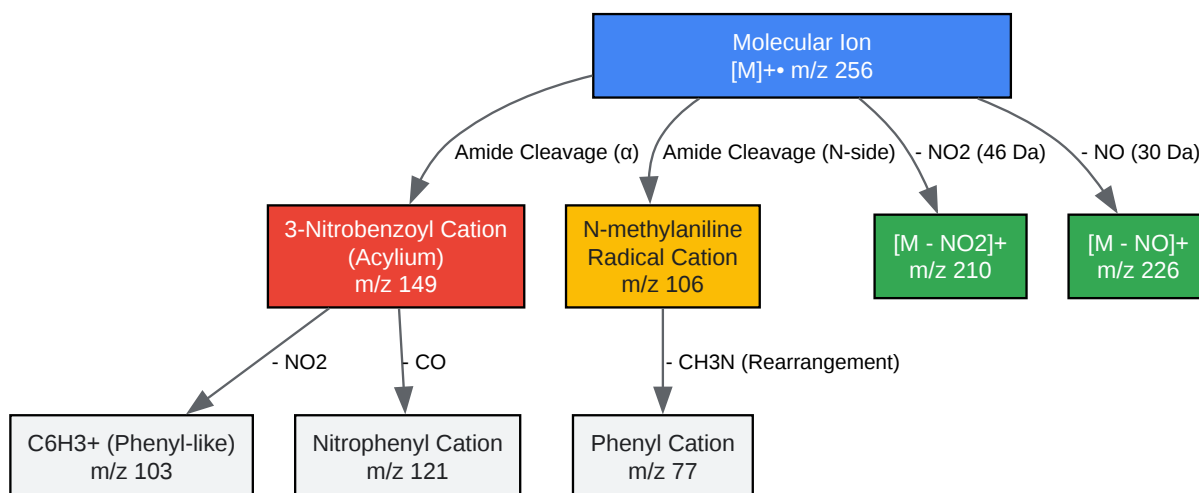 Molecular Ion
[M]+• m/z 256
Amide Cleavage (α)
Amide Cleavage (N-side)
- NO2 (46 Da)
- NO (30 Da)
3-Nitrobenzoyl Cation
(Acylium)
m/z 149
N-methylaniline
Radical Cation
m/z 106
[M - NO2]+
m/z 210
[M - NO]+
m/z 226
- NO2
- CO
- CH3N (Rearrangement)
C6H3+ (Phenyl-like)
m/z 103
Nitrophenyl Cation
m/z 121
Phenyl Cation
m/z 77